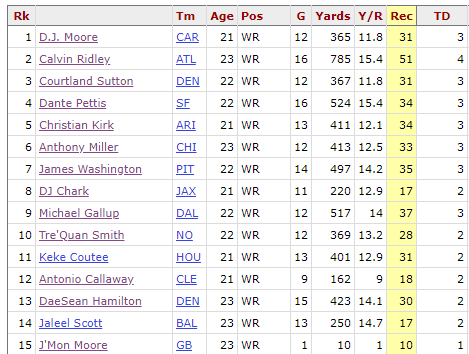 Rk Tm Age Pos G Yards Y/R Rec TD
1 D.J. Moore CAR 21 WR 12 365 11.8 31 3
2 Calvin Ridley ATL 23 WR 16 785 15.4 51 4
3 Courtland Sutton DEN 22 WR 12 367 11.8 31 3
4 Dante Pettis SF 22 WR 16 524 15.4 34 3
5 Christian Kirk ARI 21 WR 13 411 12.1 34 3
6 Anthony Miller CHI 23 WR 12 413 12.5 33 3
7 James Washington PIT 22 WR 14 497 14.2 35 3
8 DJ Chark JAX 21 WR 11 220 12.9 17 2
9 Michael Gallup DAL 22 WR 12 517 14 37 3
10 Tre'Quan Smith NO 22 WR 12 369 13.2 28 2
11 Keke Coutee HOU 21 WR 13 401 12.9 31 2
12 Antonio Callaway CLE 21 WR 9 162 9 18 2
13 DaeSean Hamilton DEN 23 WR 15 423 14.1 30 2
14 Jaleel Scott BAL 23 WR 13 250 14.7 17 2
15 J'Mon Moore GB 23 WR 1 10 1 10 1